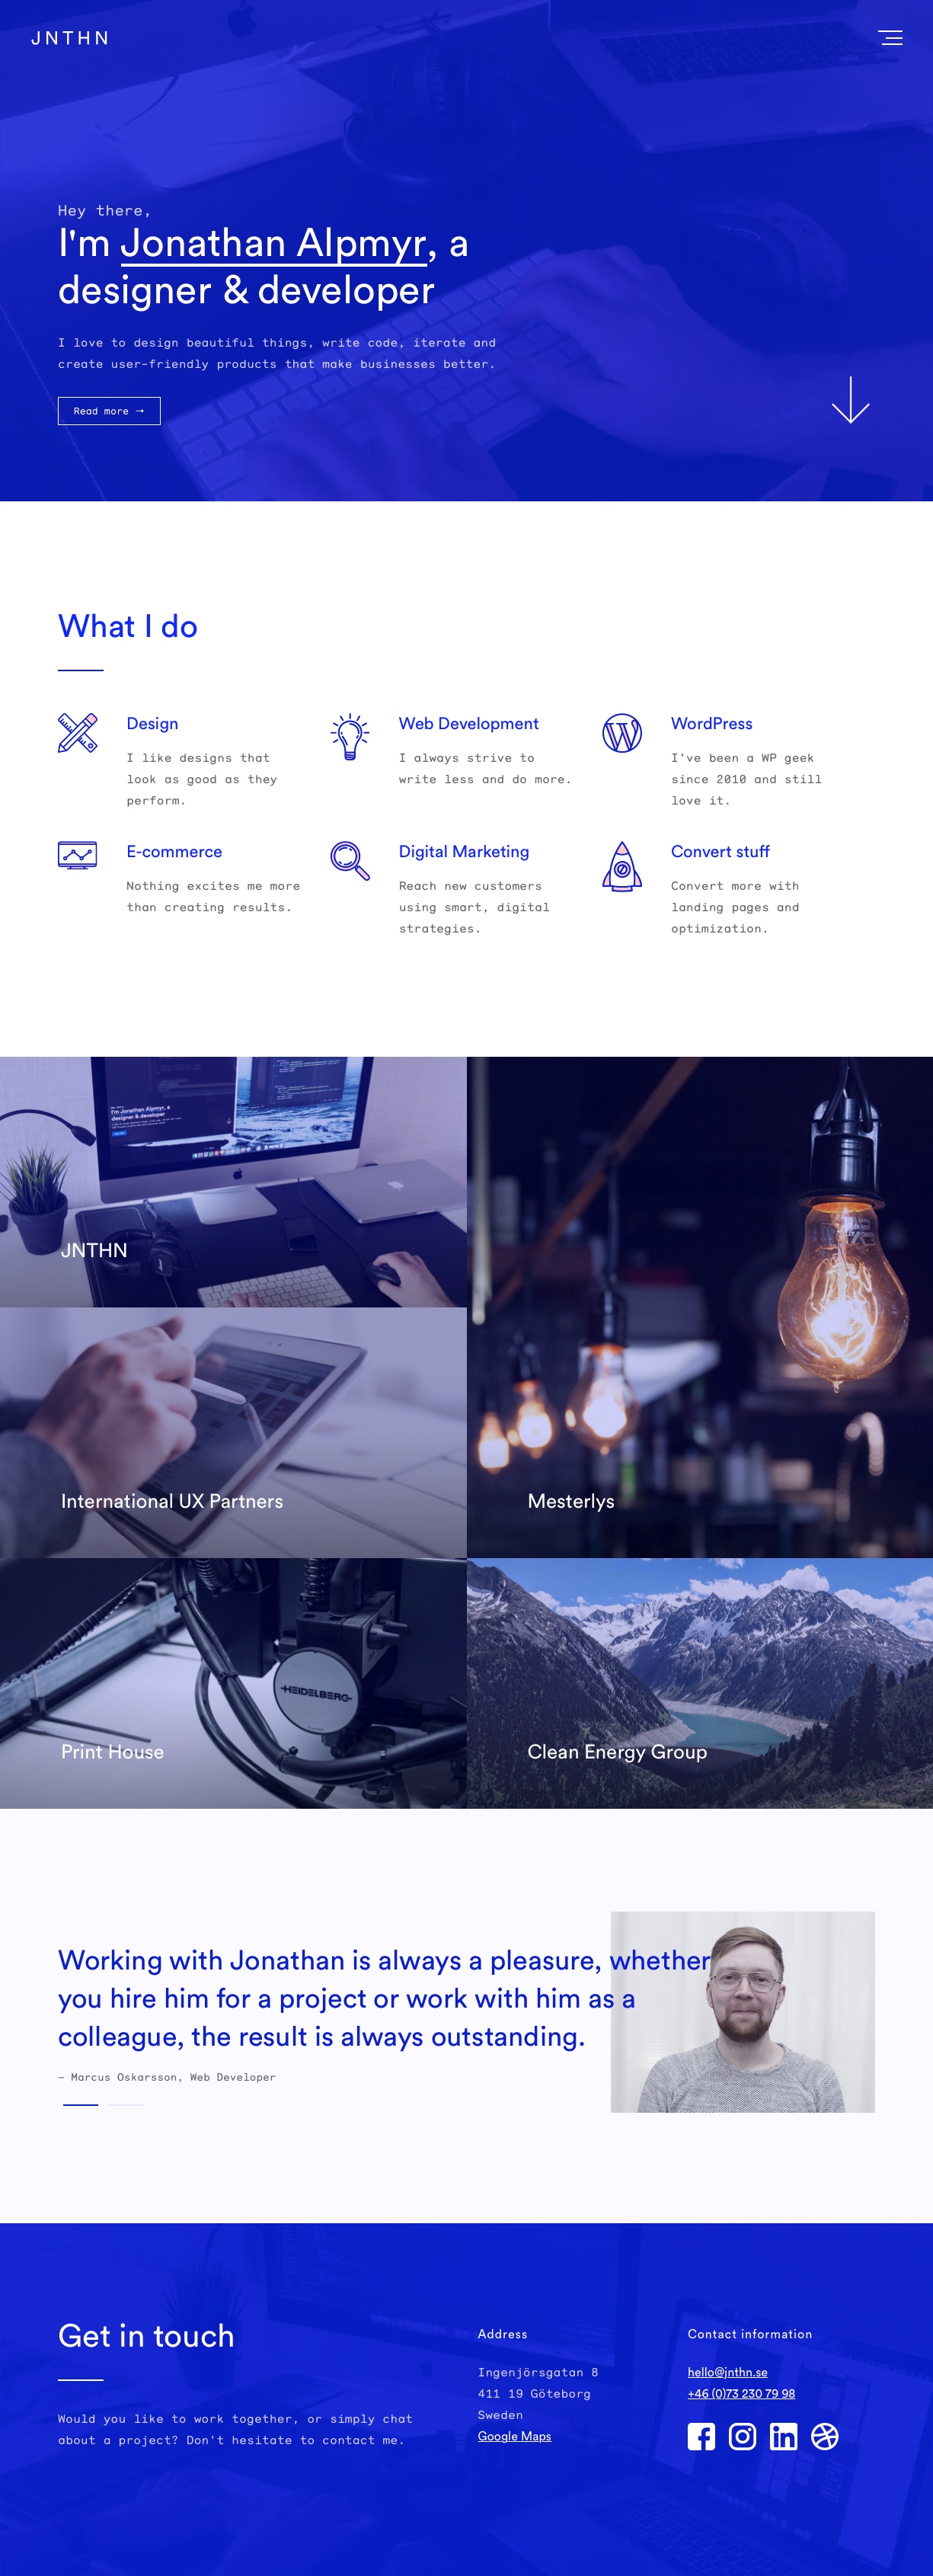 JNTHN
Hey there,
I'm Jonathan Alpmyr, a
designer & developer
I love to design beautiful things, write code, iterate and
create user-friendly products that make businesses better.
Read more →
What I do
Design
I like designs that
look as good as they
perform.
Web Development
I always strive to
write less and do more.
WordPress
I've been a WP geek
since 2010 and still
love it.
E-commerce
Nothing excites me more
than creating results.
Digital Marketing
Reach new customers
using smart, digital
strategies.
Convert stuff
Convert more with
landing pages and
optimization.
I'm Jonathan Alpmyr, a
designer & developer
JNTHN
International UX Partners
Mesterlys
HEIDELBERG
Print House
Clean Energy Group
Working with Jonathan is always a pleasure, whether
you hire him for a project or work with him as a
colleague, the result is always outstanding.
— Marcus Oskarsson, Web Developer
Get in touch
Would you like to work together, or simply chat
about a project? Don't hesitate to contact me.
Address
Ingenjörsgatan 8
411 19 Göteborg
Sweden
Google Maps
Contact information
hello@jnthn.se
+46 (0)73 230 79 98